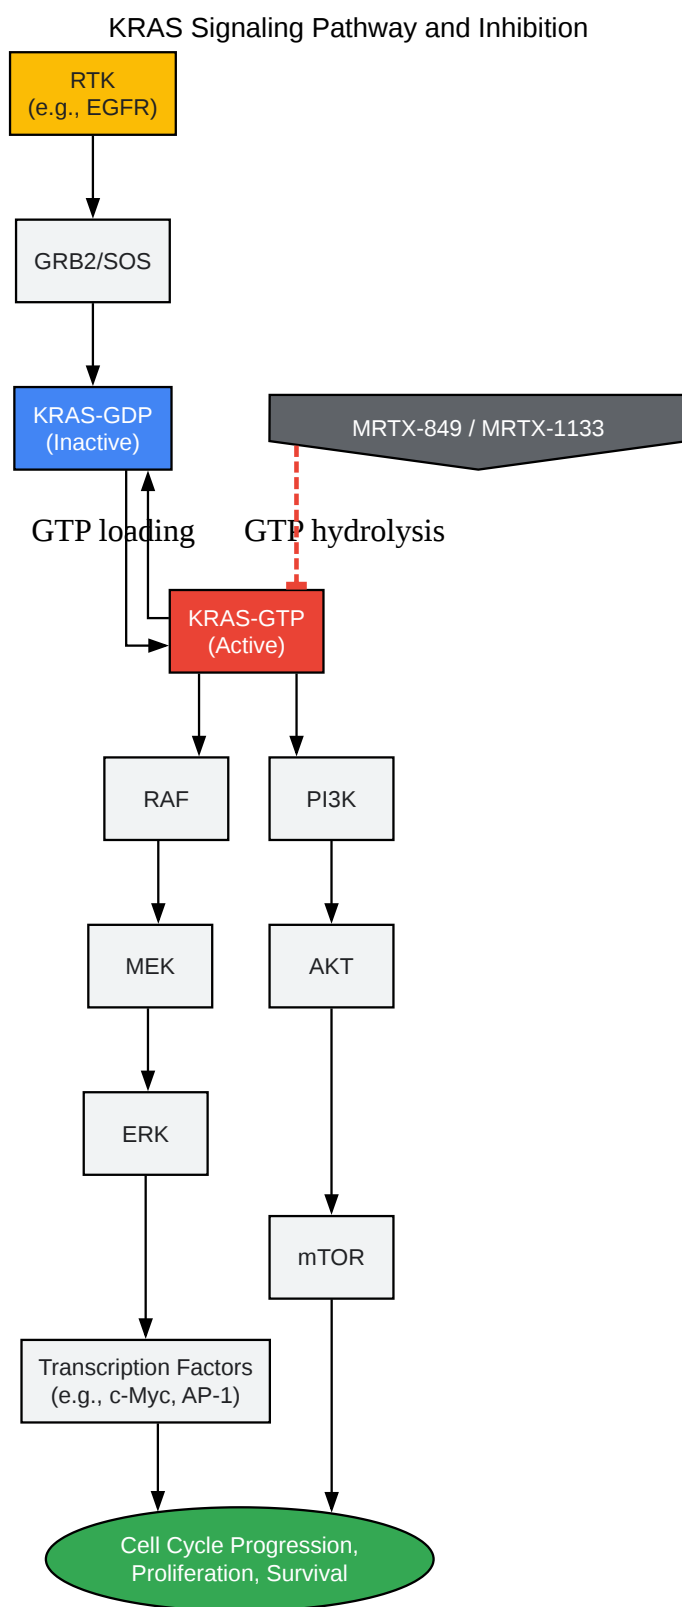 KRAS Signaling Pathway and Inhibition
RTK
(e.g., EGFR)
GRB2/SOS
KRAS-GDP
(Inactive)
MRTX-849 / MRTX-1133
GTP loading
GTP hydrolysis
KRAS-GTP
(Active)
RAF
PI3K
MEK
AKT
ERK
mTOR
Transcription Factors
(e.g., c-Myc, AP-1)
Cell Cycle Progression,
Proliferation, Survival